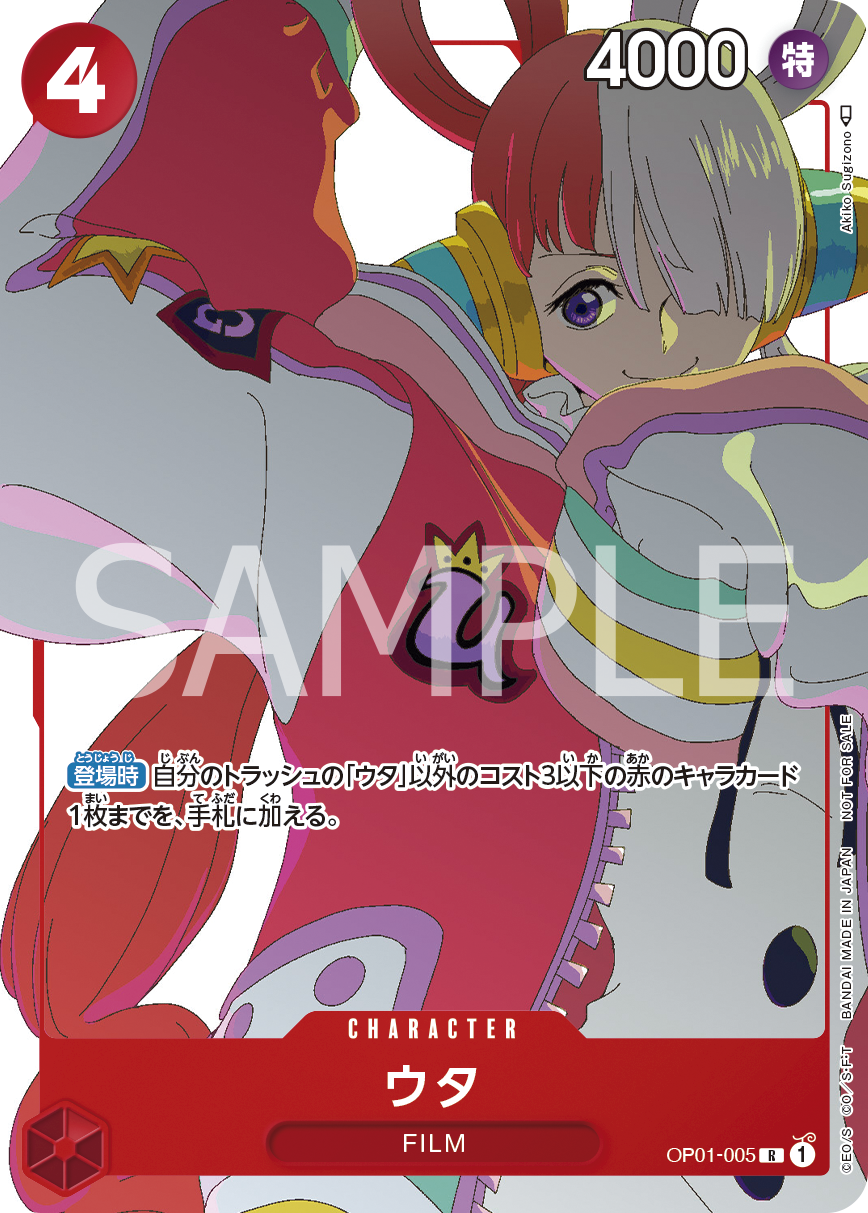 4
4000
特
Akiko Sugizono
SAMPLE
登場時 自分のトラッシュの「ウタ」以外のコスト3以下の赤のキャラカード
1枚までを、手札に加える。
NOT FOR SALE
BANDAI MADE IN JAPAN
©EO/S ©O/S・F・T
CHARACTER
ウタ
FILM
OP01-005 R 1